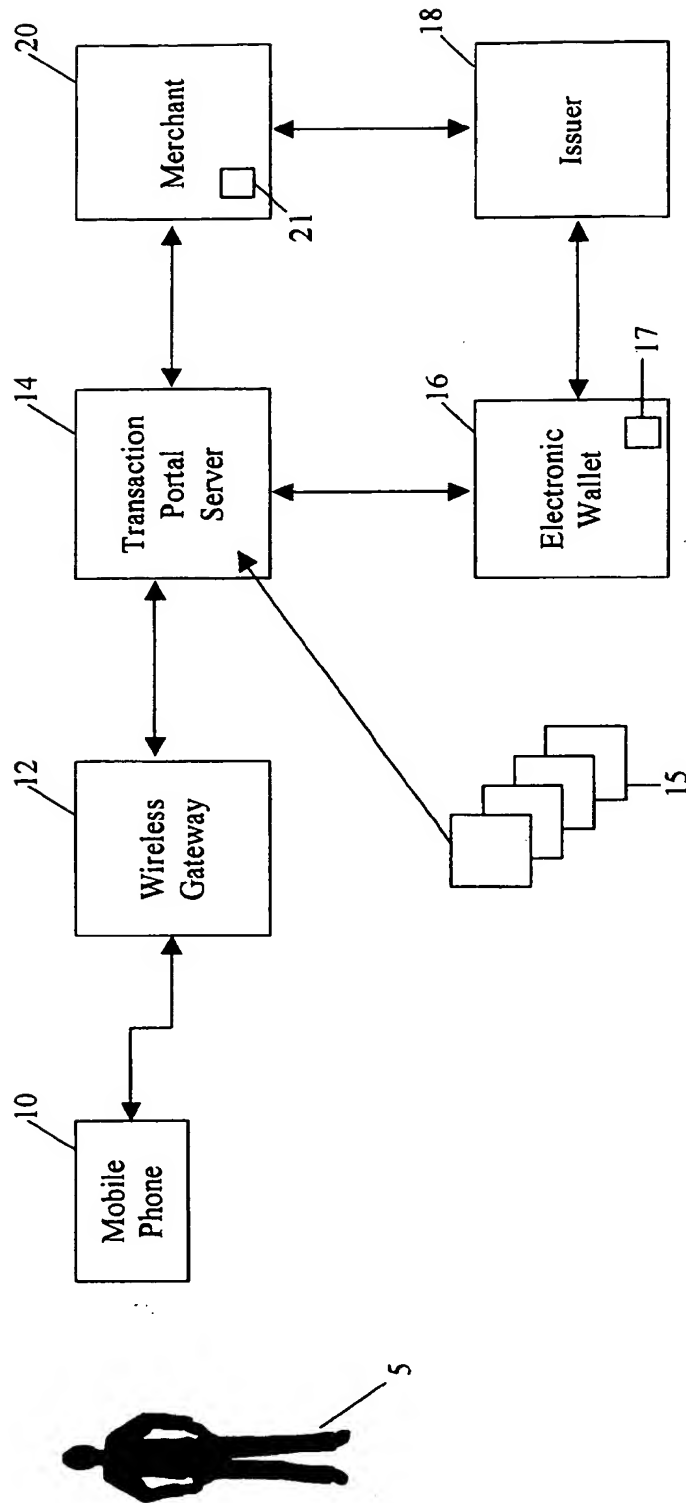 5
10
Mobile
Phone
12
Wireless
Gateway
14
Transaction
Portal
Server
20
Merchant
21
15
16
Electronic
Wallet
17
18
Issuer